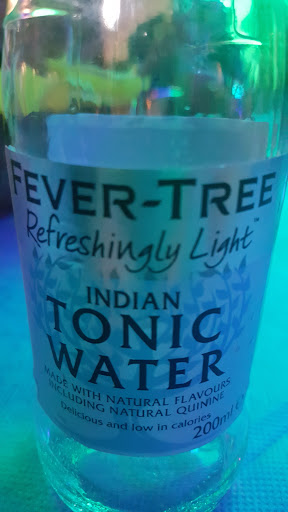 FEVER-TREE
Refreshingly Light™
INDIAN
TONIC
WATER
MADE WITH NATURAL FLAVOURS
INCLUDING NATURAL QUININE
Delicious and low in calories
200ml